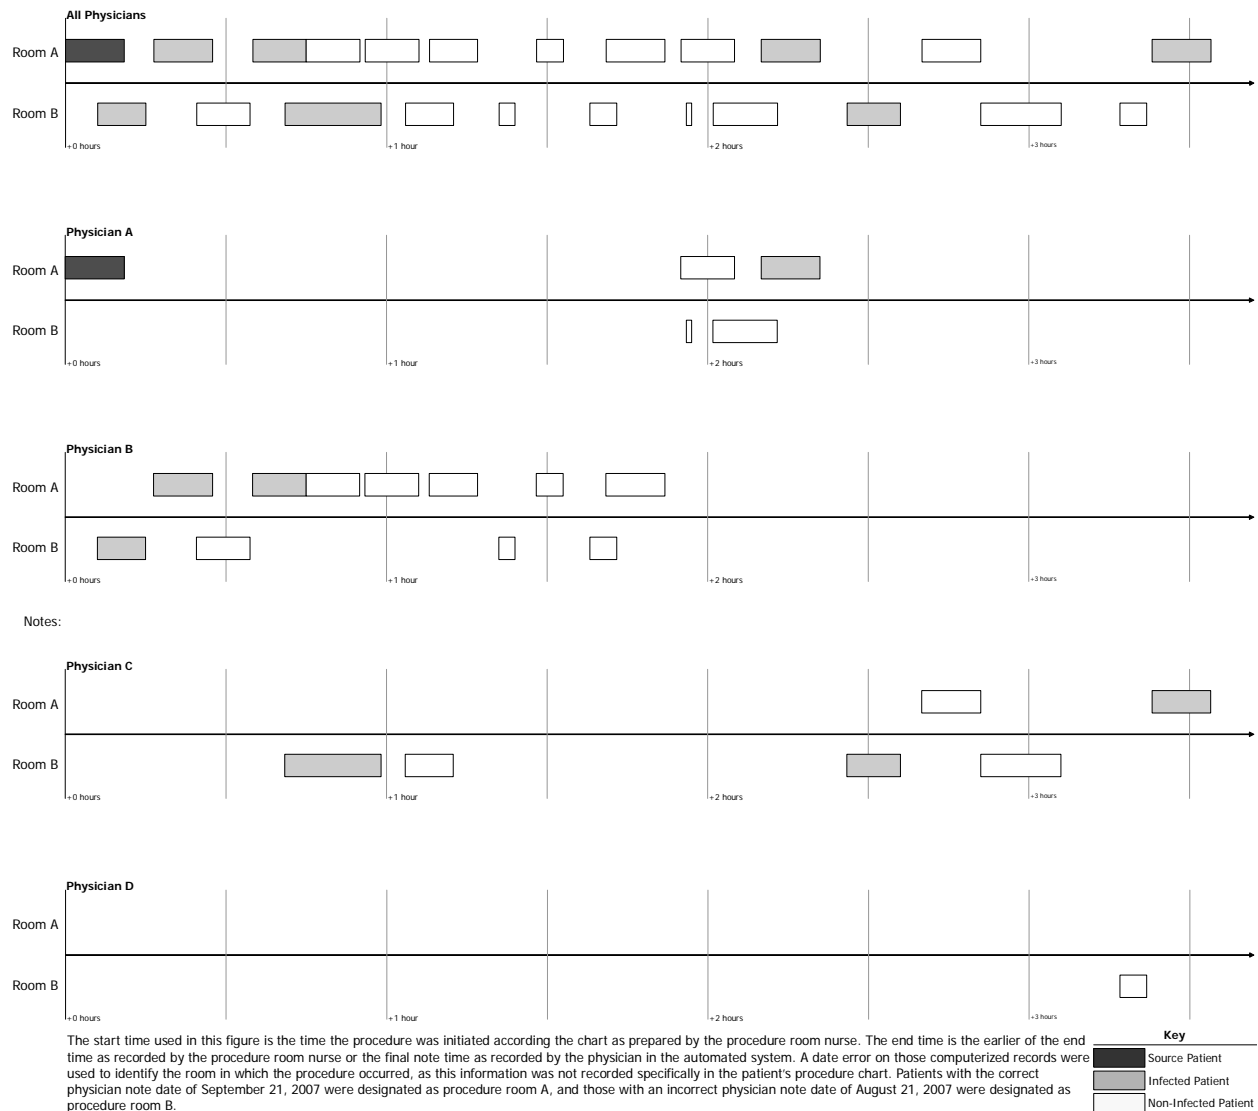 All Physicians
Room A
Room B
+0 hours
+1 hour
+2 hours
+3 hours
Physician A
Room A
Room B
+0 hours
+1 hour
+2 hours
+3 hours
Physician B
Room A
Room B
+0 hours
+1 hour
+2 hours
+3 hours
Notes:
Physician C
Room A
Room B
+0 hours
+1 hour
+2 hours
+3 hours
Physician D
Room A
Room B
+0 hours
+1 hour
+2 hours
+3 hours
The start time used in this figure is the time the procedure was initiated according the chart as prepared by the procedure room nurse. The end time is the earlier of the end
time as recorded by the procedure room nurse or the final note time as recorded by the physician in the automated system. A date error on those computerized records were
used to identify the room in which the procedure occurred, as this information was not recorded specifically in the patient's procedure chart. Patients with the correct
physician note date of September 21, 2007 were designated as procedure room A, and those with an incorrect physician note date of August 21, 2007 were designated as
procedure room B.
Key
Source Patient
Infected Patient
Non-Infected Patient